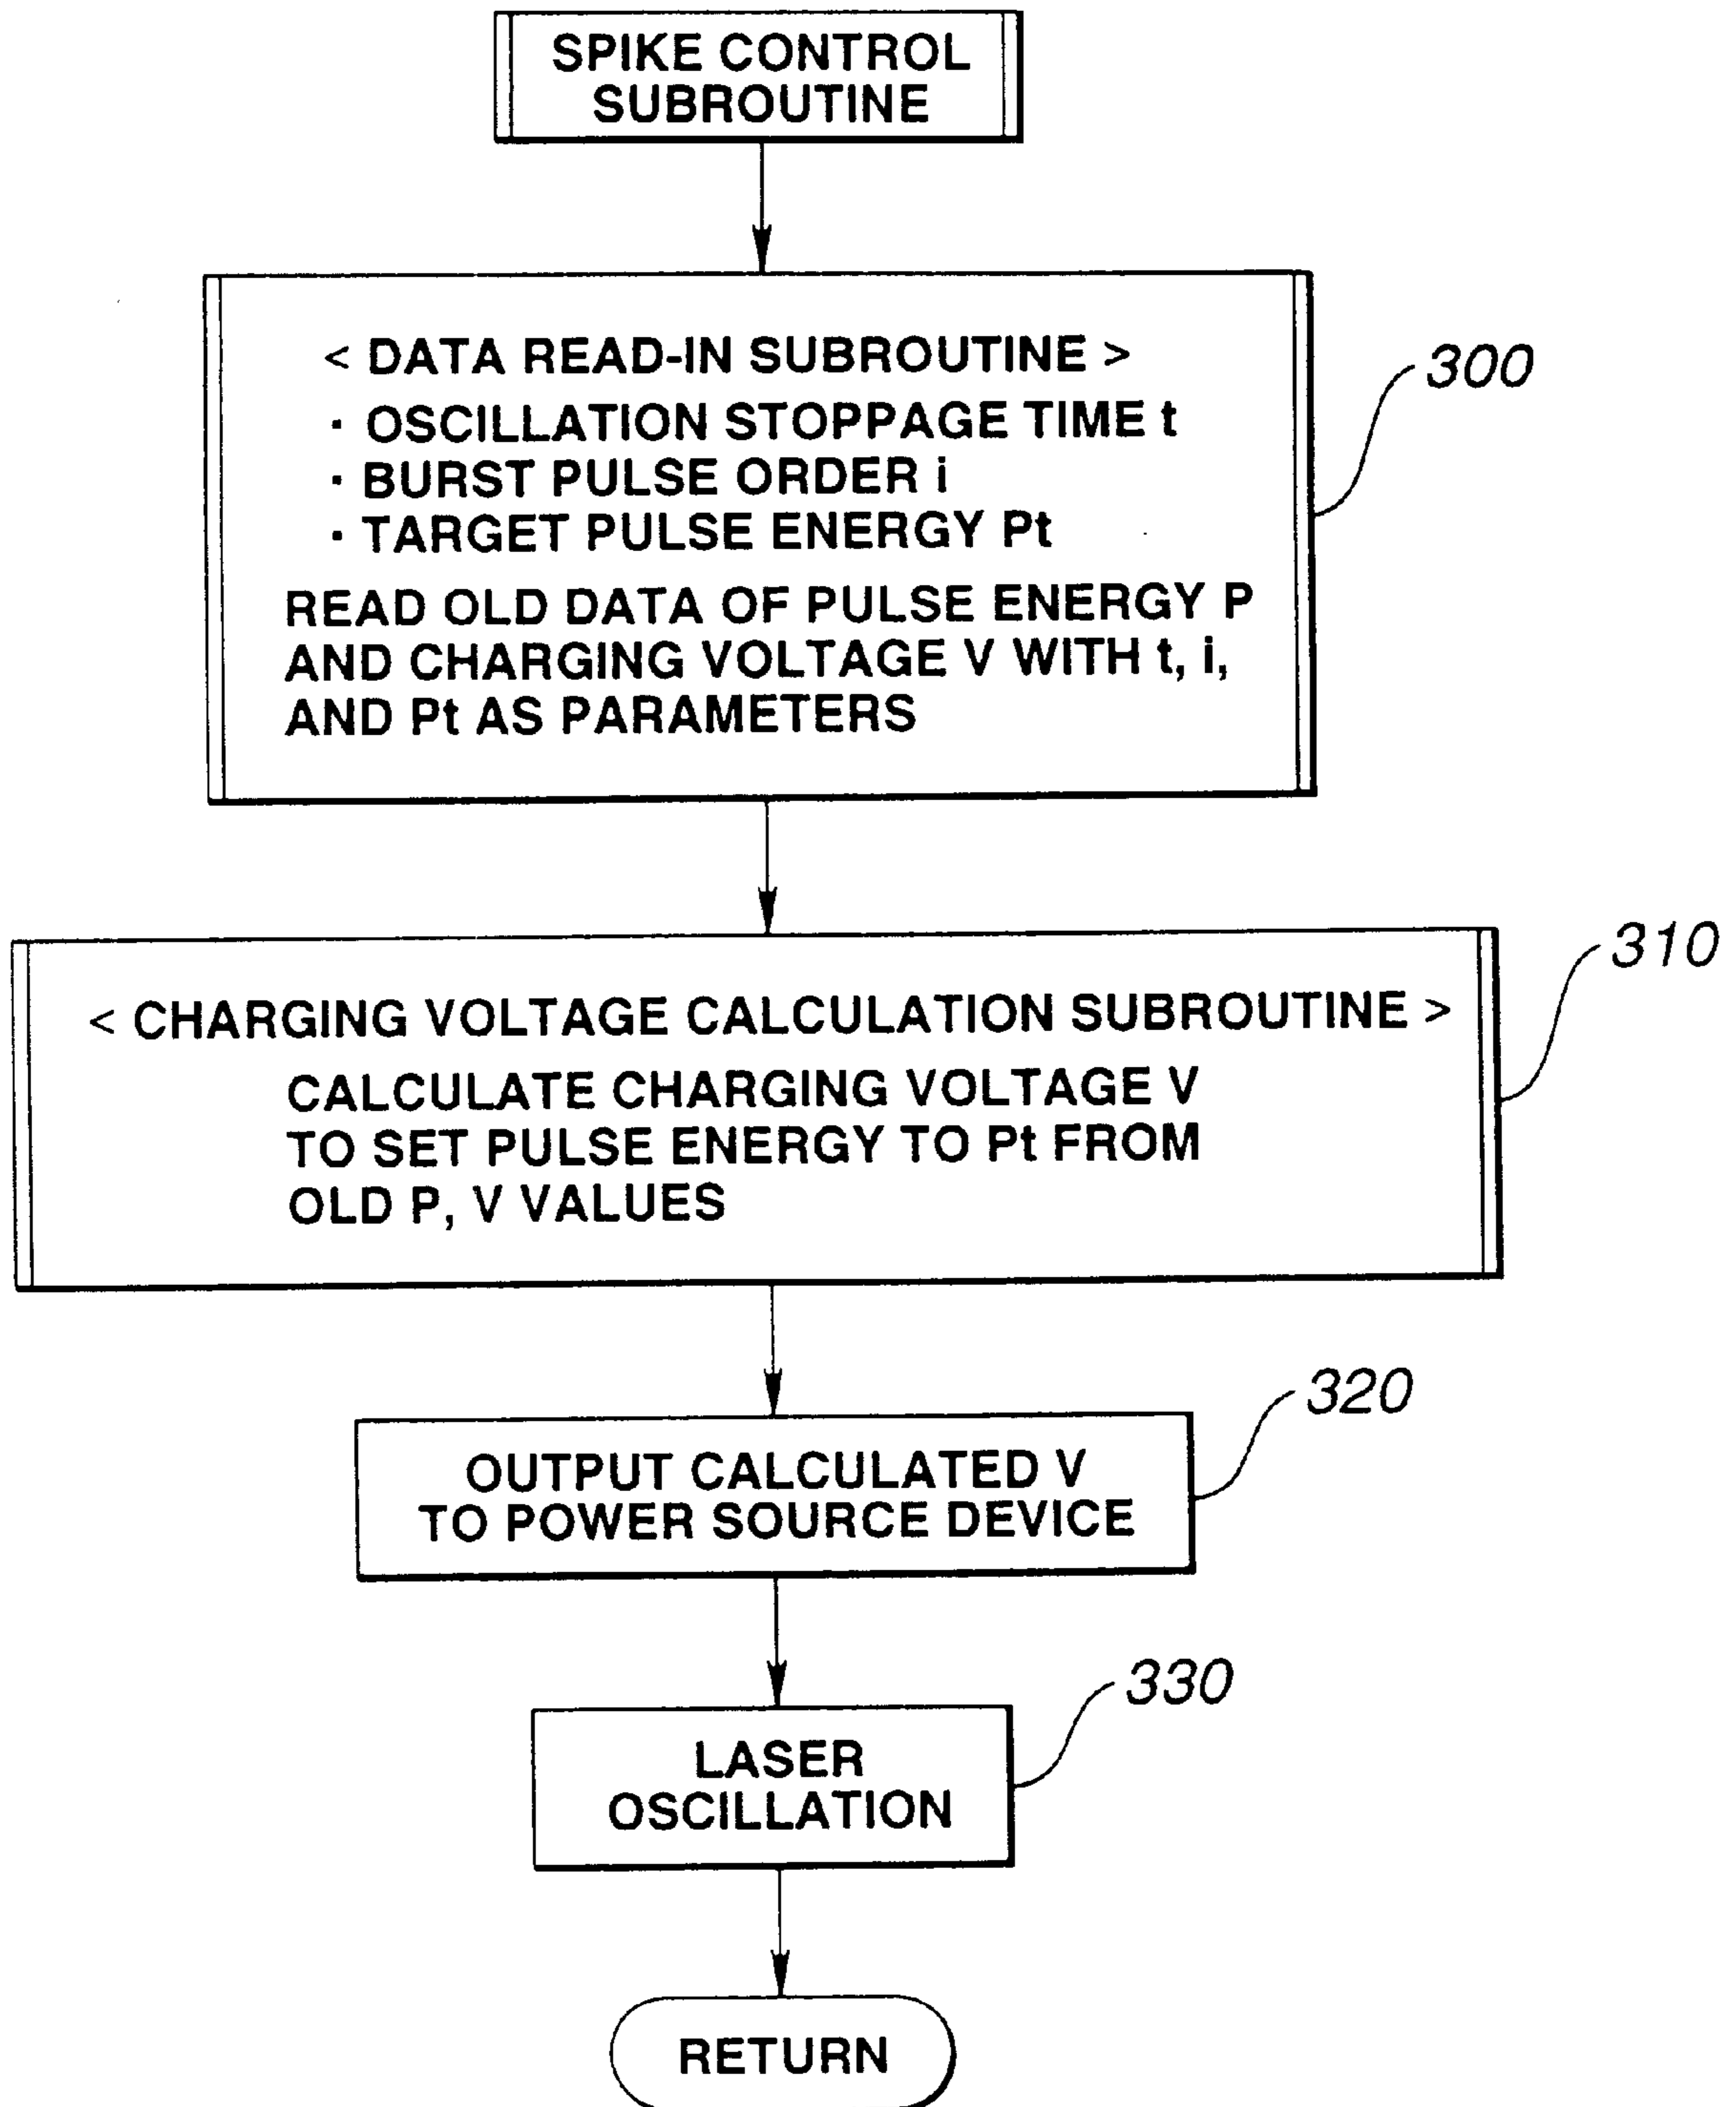 SPIKE CONTROL
SUBROUTINE
< DATA READ-IN SUBROUTINE >
· OSCILLATION STOPPAGE TIME t
· BURST PULSE ORDER i
· TARGET PULSE ENERGY Pt
READ OLD DATA OF PULSE ENERGY P
AND CHARGING VOLTAGE V WITH t, i,
AND Pt AS PARAMETERS
300
< CHARGING VOLTAGE CALCULATION SUBROUTINE >
CALCULATE CHARGING VOLTAGE V
TO SET PULSE ENERGY TO Pt FROM
OLD P, V VALUES
310
OUTPUT CALCULATED V
TO POWER SOURCE DEVICE
320
LASER
OSCILLATION
330
RETURN